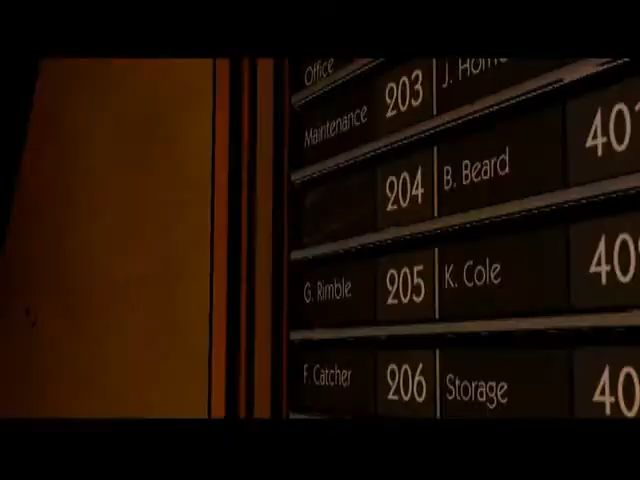 Office
Maintenance 203 J.
204 B. Beard
G. Rimble 205 K. Cole
F. Catcher 206 Storage